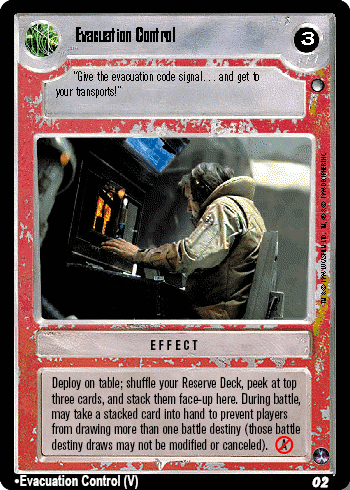 Evacuation Control
3
"Give the evacuation code signal. . . and get to
your transports!"
EFFECT
Deploy on table; shuffle your Reserve Deck, peek at top
three cards, and stack them face-up here. During battle,
may take a stacked card into hand to prevent players
from drawing more than one battle destiny (those battle
destiny draws may not be modified or canceled).
•Evacuation Control (V)
02